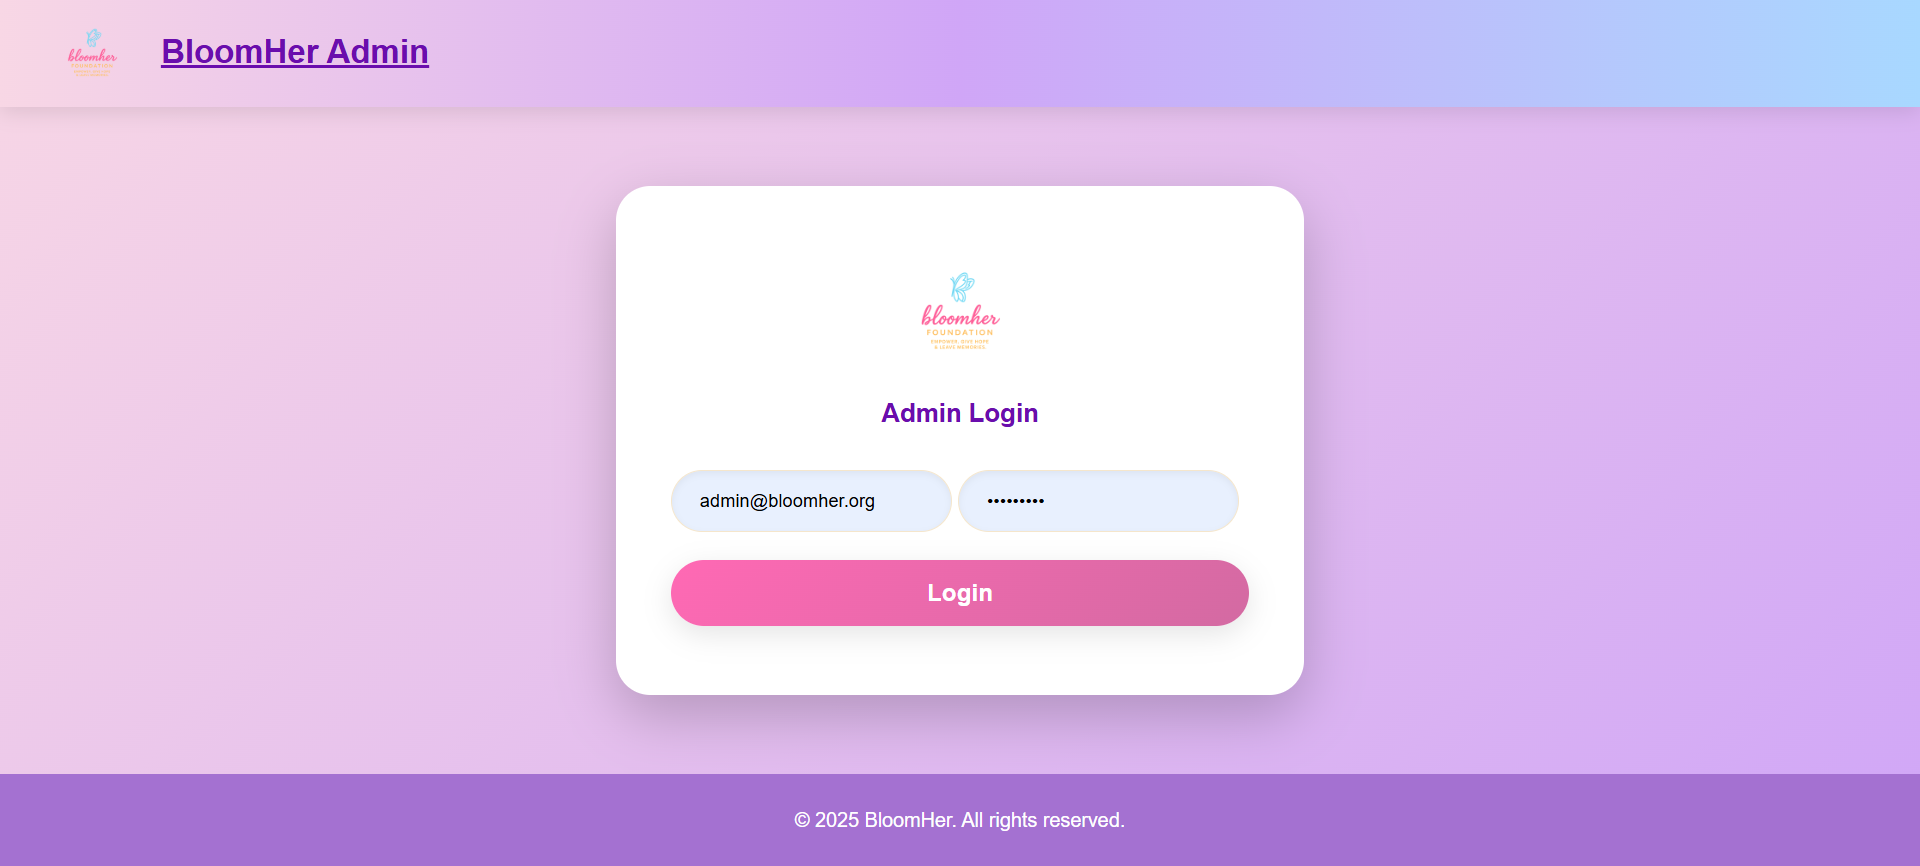 bloomher
FOUNDATION
BloomHer Admin
bloomher
FOUNDATION
EMPOWER, GIVE HOPE
& LEAVE MEMORIES
Admin Login
admin@bloomher.org
•••••••••
Login
© 2025 BloomHer. All rights reserved.